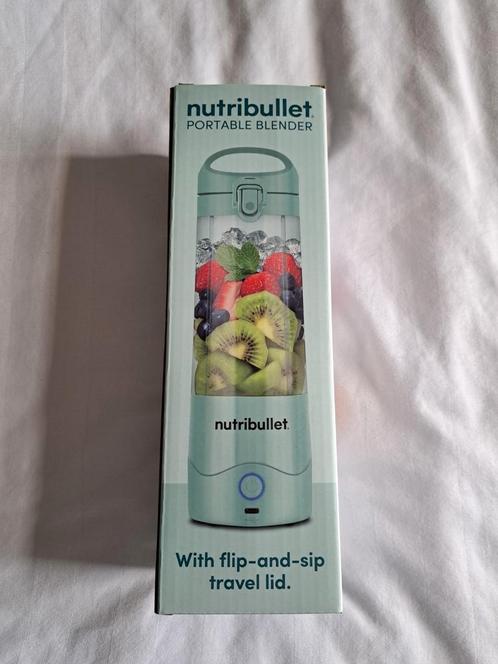 nutribullet.
PORTABLE BLENDER
nutribullet.
With flip-and-sip
travel lid.